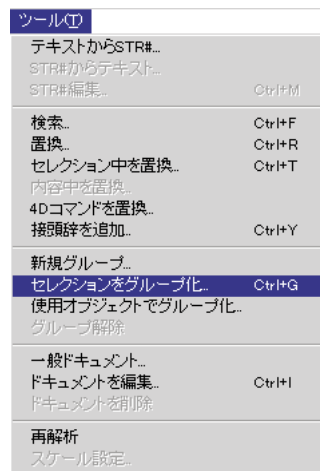 ツール(T)
テキストからSTR#...
STR#からテキスト...
STR#編集... Ctrl+M
検索... Ctrl+F
置換... Ctrl+R
セレクション中を置換... Ctrl+T
内容中を置換...
4Dコマンドを置換...
接頭辞を追加... Ctrl+Y
新規グループ...
セレクションをグループ化... Ctrl+G
使用オブジェクトでグループ化...
グループ解除
一般ドキュメント...
ドキュメントを編集... Ctrl+I
ドキュメントを削除
再解析
スケール設定...